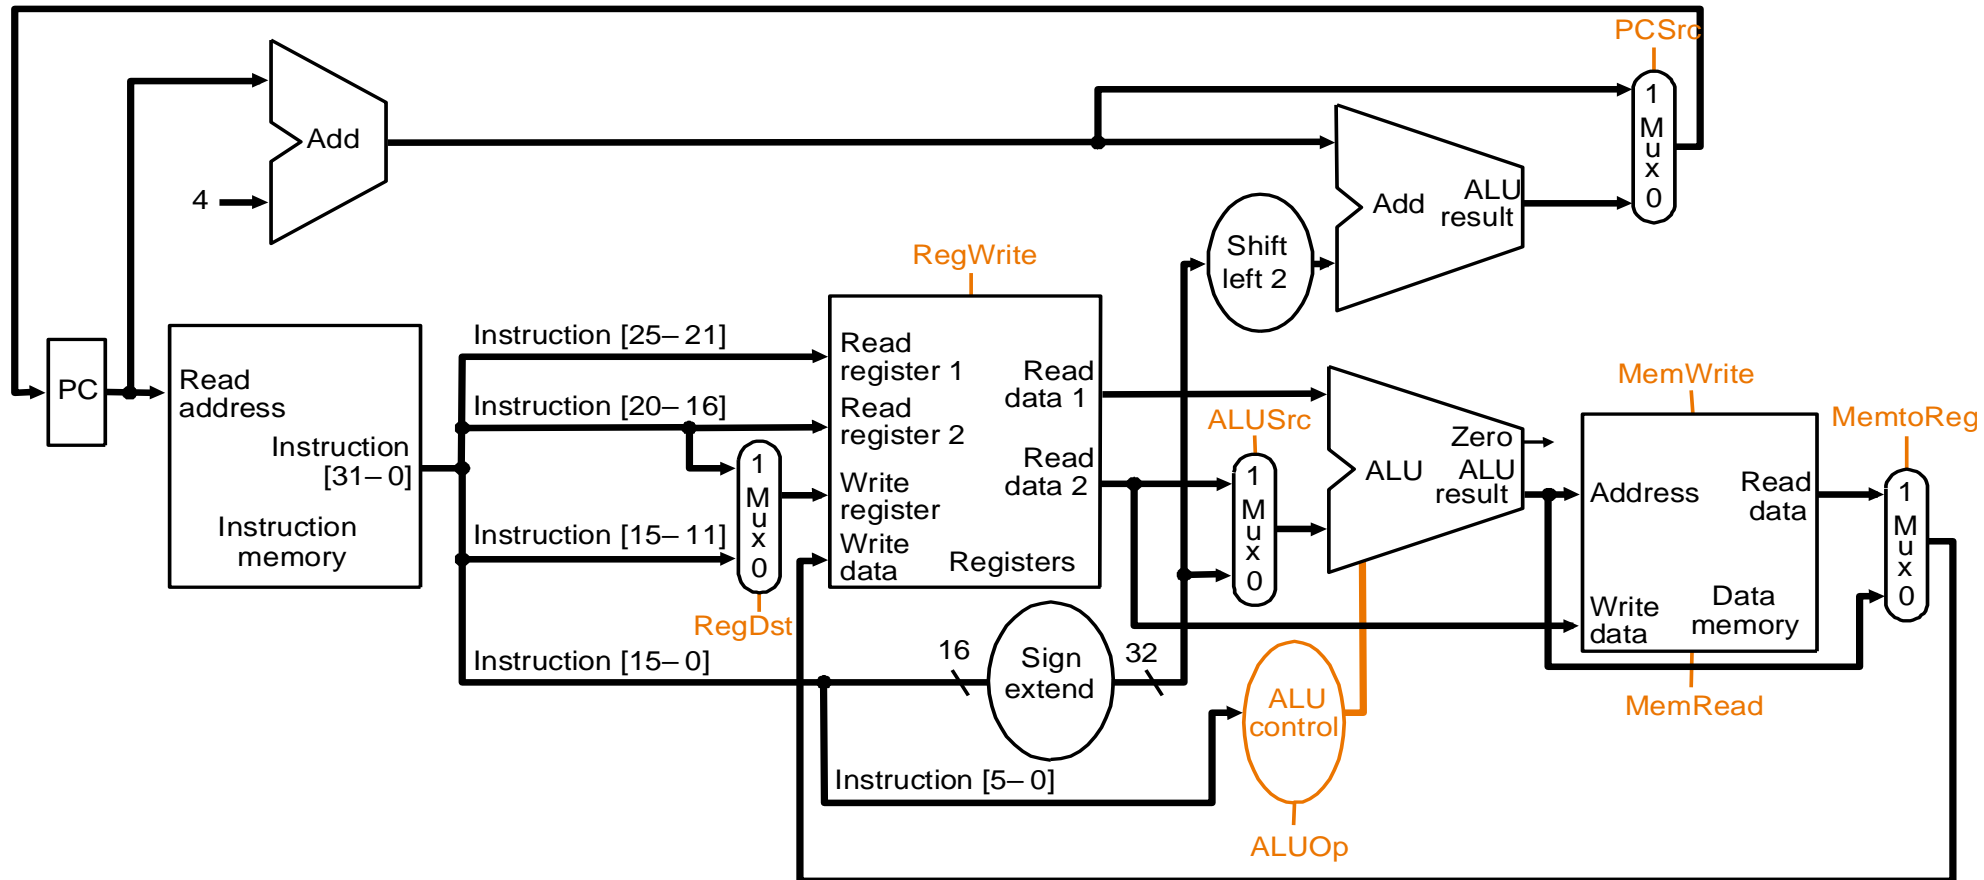 PCSrc
1
M
u
x
0
Add
4
Add
ALU
result
Shift
left 2
RegWrite
Instruction [25– 21]
Read
register 1
Read
data 1
PC
Read
address
Instruction [20– 16]
Read
register 2
Read
data 2
Instruction
[31– 0]
Instruction
memory
1
M
u
x
0
RegDst
Write
register
Write
data
Registers
Instruction [15– 11]
ALUSrc
1
M
u
x
0
Zero
ALU
ALU
result
MemWrite
Address
Read
data
Write
data
Data
memory
MemRead
MemtoReg
1
M
u
x
0
Instruction [15– 0]
16
Sign
extend
32
ALU
control
Instruction [5– 0]
ALUOp